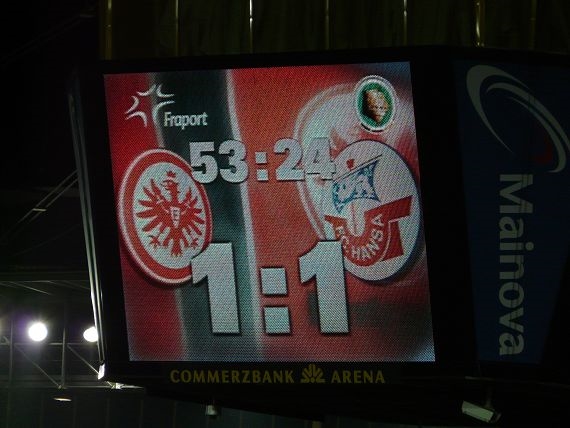 Fraport
53:24
F.C. HANSA
1:1
Mainova
COMMERZBANK ARENA